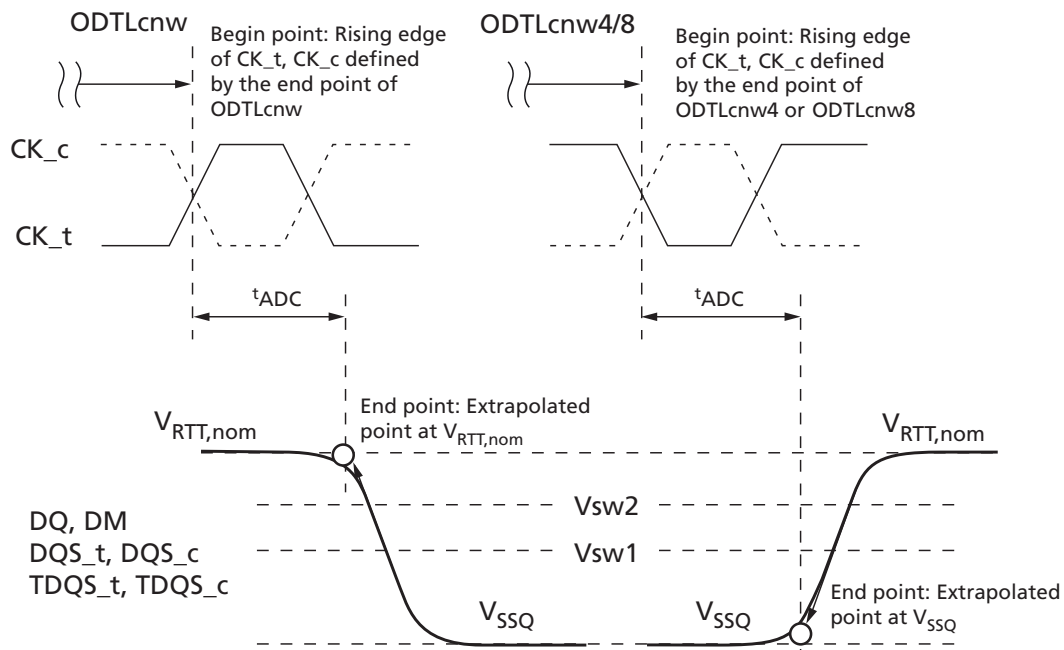 ODTLcnw
Begin point: Rising edge
of CK_t, CK_c defined
by the end point of
ODTLcnw
ODTLcnw4/8
Begin point: Rising edge
of CK_t, CK_c defined
by the end point of
ODTLcnw4 or ODTLcnw8
CK_c
CK_t
tADC
tADC
End point: Extrapolated
point at VRTT,nom
VRTT,nom
VRTT,nom
Vsw2
Vsw1
DQ, DM
DQS_t, DQS_c
TDQS_t, TDQS_c
VSSQ
VSSQ
End point: Extrapolated
point at VSSQ